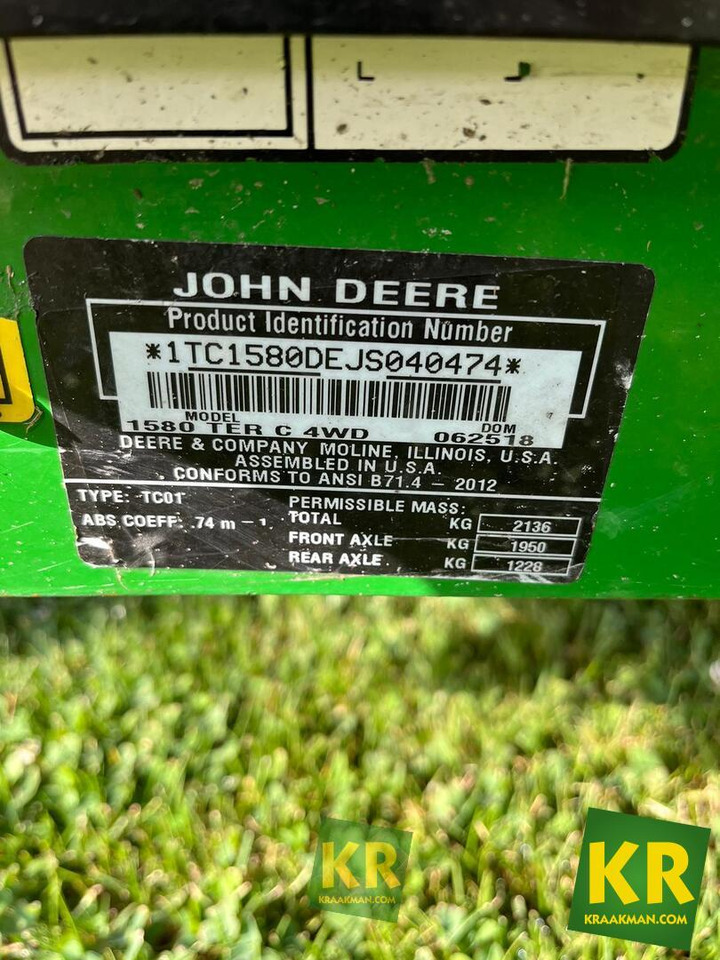 JOHN DEERE
Product Identification Number
*1TC1580DEJS040474*
MODEL DOM
1580 TER C 4WD 062518
DEERE & COMPANY MOLINE, ILLINOIS, U.S.A.
ASSEMBLED IN U.S.A.
CONFORMS TO ANSI B71.4 – 2012
TYPE: TC01
ABS COEFF: .74 m – 1
PERMISSIBLE MASS:
TOTAL KG 2136
FRONT AXLE KG 1950
REAR AXLE KG 1228
KR
KRAAKMAN.COM
KR
KRAAKMAN.COM